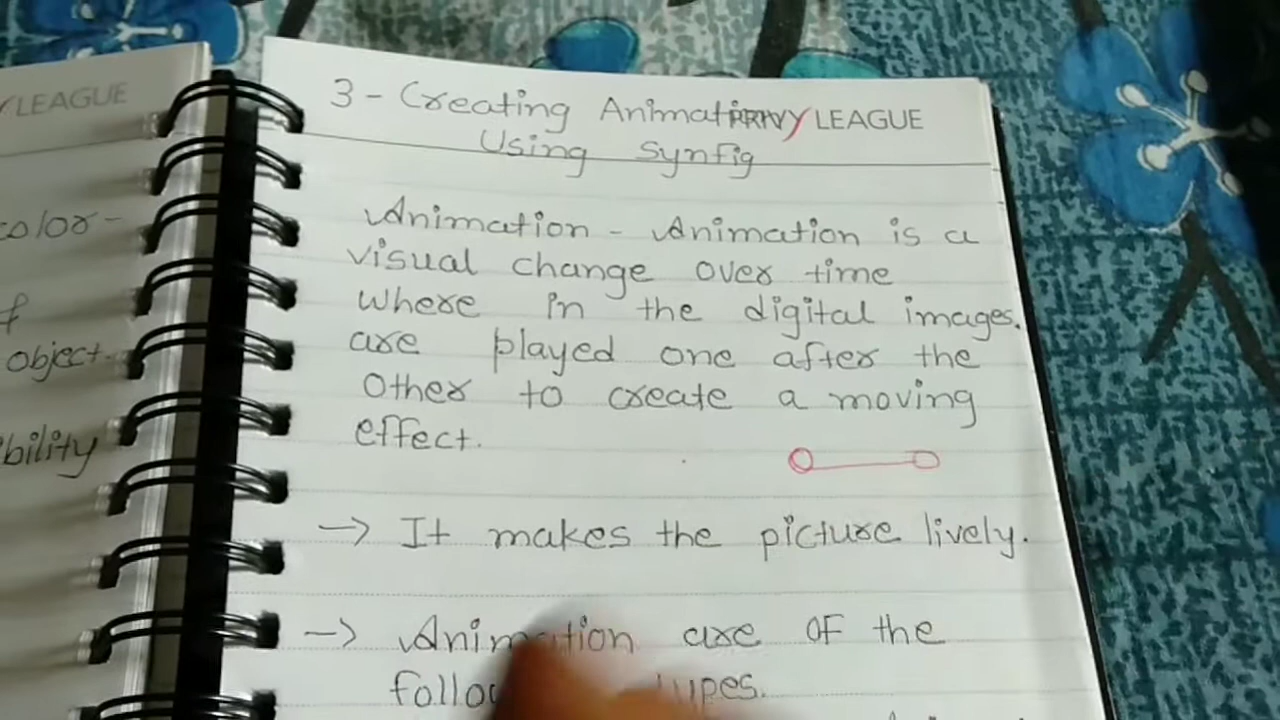 LEAGUE
color-
object.
bility
PRIVY LEAGUE
3 - Creating Animation
Using Synfig
Animation - Animation is a
visual change over time
where in the digital images.
are played one after the
other to create a moving
effect.
→ It makes the picture lively.
→ Animation are of the
types.